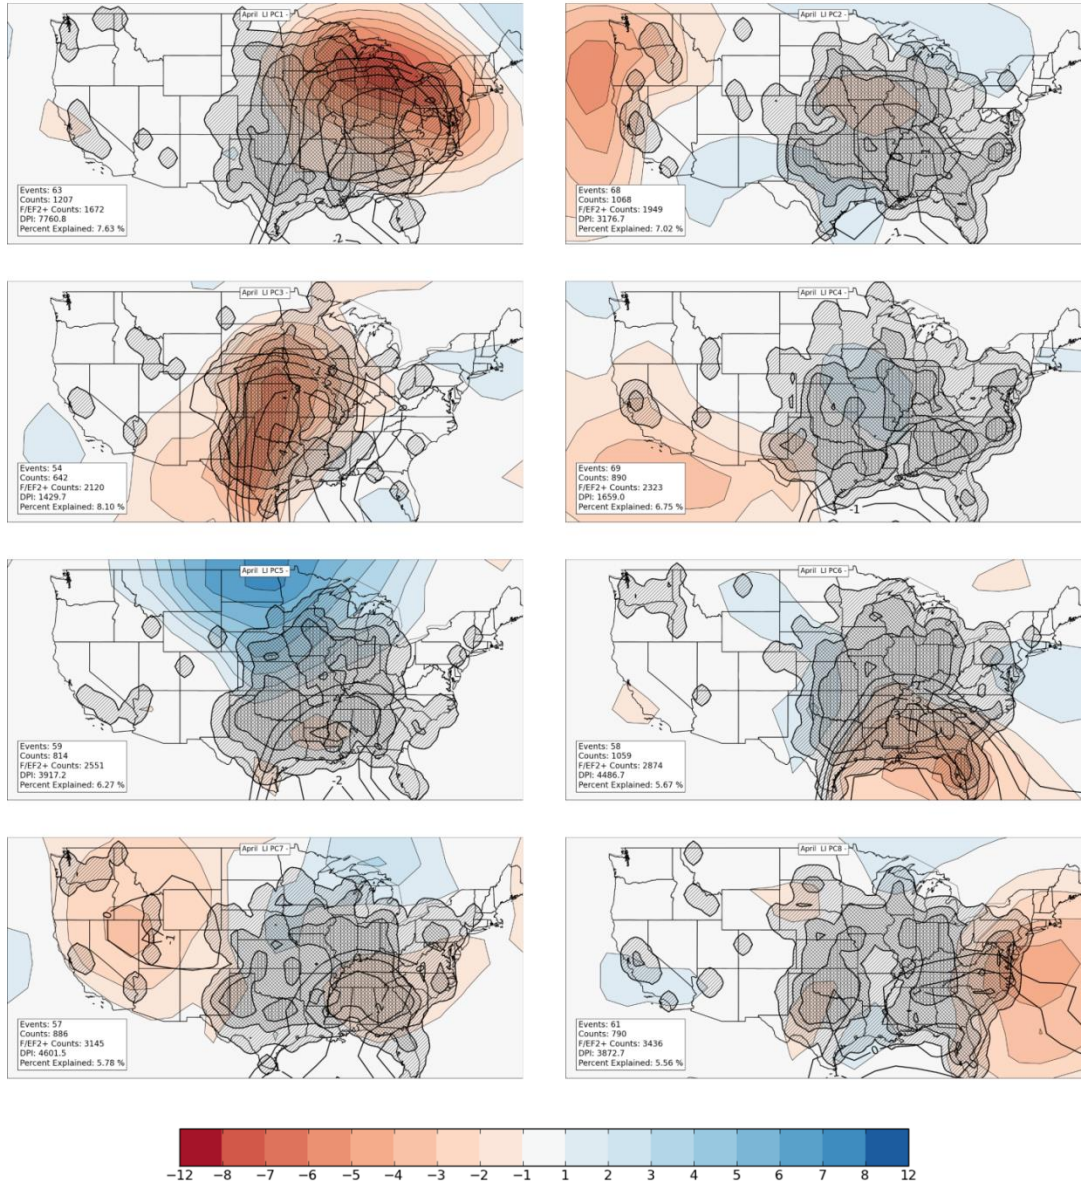 April LI PC1 -
Events: 63
Counts: 1207
F/EF2+ Counts: 1672
DPI: 7760.8
Percent Explained: 7.63 %
-2
April LI PC2 -
Events: 68
Counts: 1068
F/EF2+ Counts: 1949
DPI: 3176.7
Percent Explained: 7.02 %
-1
April LI PC3 -
Events: 54
Counts: 642
F/EF2+ Counts: 2120
DPI: 1429.7
Percent Explained: 8.10 %
April LI PC4 -
Events: 69
Counts: 890
F/EF2+ Counts: 2323
DPI: 1659.0
Percent Explained: 6.75 %
-1
April LI PC5 -
Events: 59
Counts: 814
F/EF2+ Counts: 2551
DPI: 3917.2
Percent Explained: 6.27 %
-2
April LI PC6 -
Events: 58
Counts: 1059
F/EF2+ Counts: 2874
DPI: 4486.7
Percent Explained: 5.67 %
April LI PC7 -
Events: 57
Counts: 886
F/EF2+ Counts: 3145
DPI: 4601.5
Percent Explained: 5.78 %
April LI PC8 -
Events: 61
Counts: 790
F/EF2+ Counts: 3436
DPI: 3872.7
Percent Explained: 5.56 %
−12 −8 −7 −6 −5 −4 −3 −2 −1 1 2 3 4 5 6 7 8 12